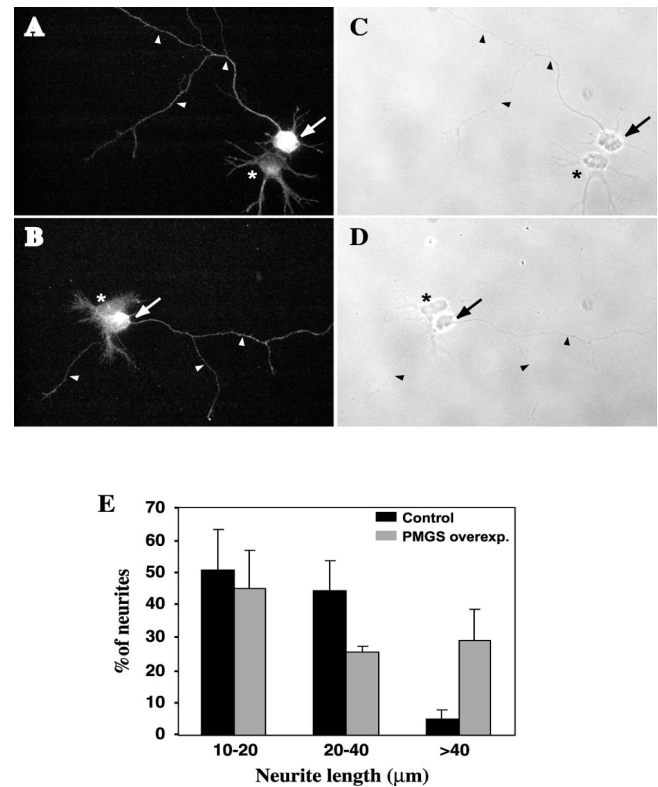 A
C
*
*
B
D
*
*
E
70
60
50
40
30
20
10
0
% of neurites
Control
PMGS overexp.
10-20
20-40
>40
Neurite length (μm)